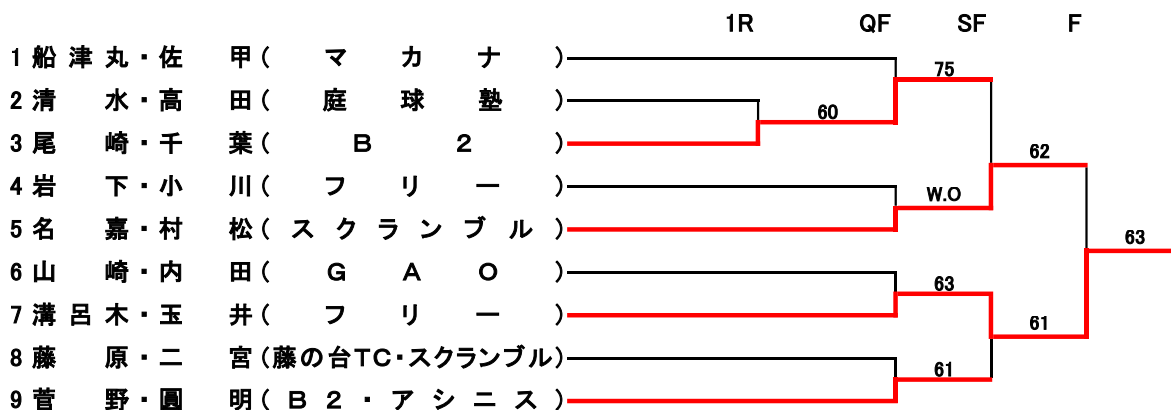 1R QF SF F
1 船津丸・佐甲(マカナ)
75
2 清水・高田(庭球塾)
60
3 尾崎・千葉(B2)
62
4 岩下・小川(フリー)
W.O
5 名嘉・村松(スクランブル)
63
6 山崎・内田(GAO)
63
7 溝呂木・玉井(フリー)
61
8 藤原・二宮(藤の台TC・スクランブル)
61
9 菅野・圓明(B2・アシニス)